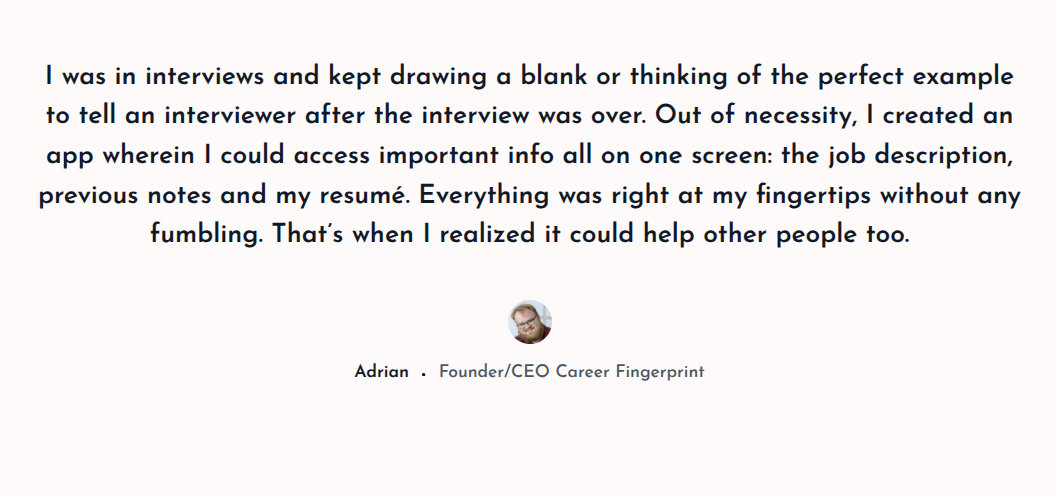 I was in interviews and kept drawing a blank or thinking of the perfect example
to tell an interviewer after the interview was over. Out of necessity, I created an
app wherein I could access important info all on one screen: the job description,
previous notes and my resumé. Everything was right at my fingertips without any
fumbling. That's when I realized it could help other people too.
Adrian · Founder/CEO Career Fingerprint